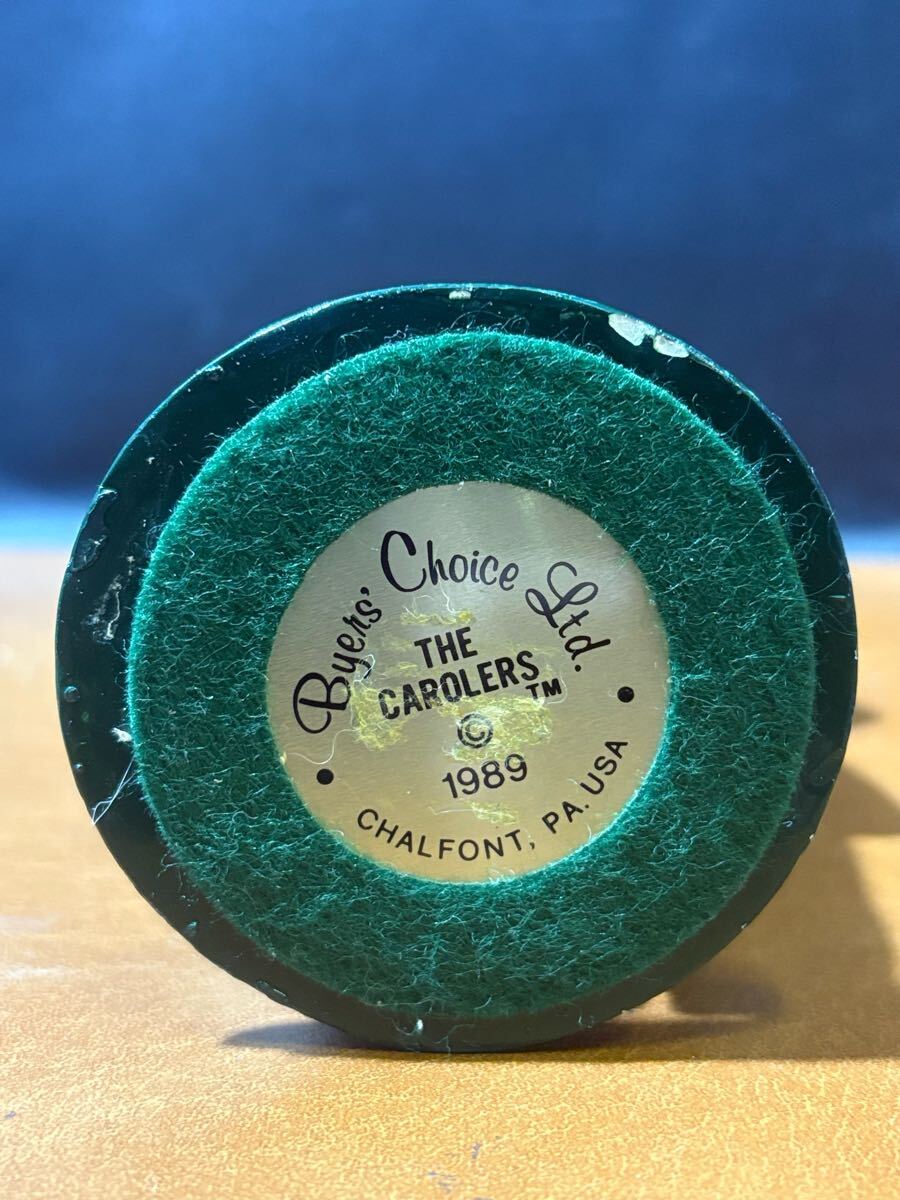 Byers' Choice Ltd.
THE
CAROLERS™
©
1989
CHALFONT, PA. USA